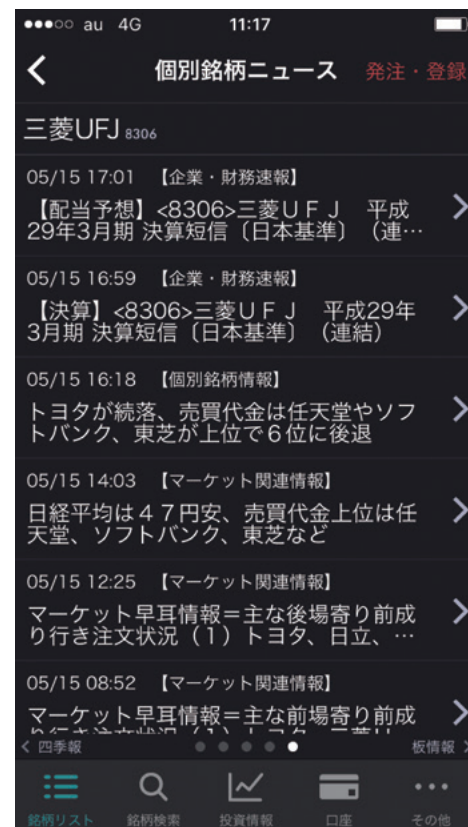 au 4G 11:17
個別銘柄ニュース 発注・登録
三菱UFJ 8306
05/15 17:01 【企業・財務速報】
【配当予想】<8306>三菱UFJ 平成
29年3月期 決算短信〔日本基準〕 (連…
05/15 16:59 【企業・財務速報】
【決算】<8306>三菱UFJ 平成29年
3月期 決算短信〔日本基準〕 (連結)
05/15 16:18 【個別銘柄情報】
トヨタが続落、売買代金は任天堂やソフ
トバンク、東芝が上位で6位に後退
05/15 14:03 【マーケット関連情報】
日経平均は47円安、売買代金上位は任
天堂、ソフトバンク、東芝など
05/15 12:25 【マーケット関連情報】
マーケット早耳情報=主な後場寄り前成
り行き注文状況(1)トヨタ、日立、…
05/15 08:52 【マーケット関連情報】
マーケット早耳情報=主な前場寄り前成
< 四季報 板情報 >
銘柄リスト 銘柄検索 投資情報 口座 その他